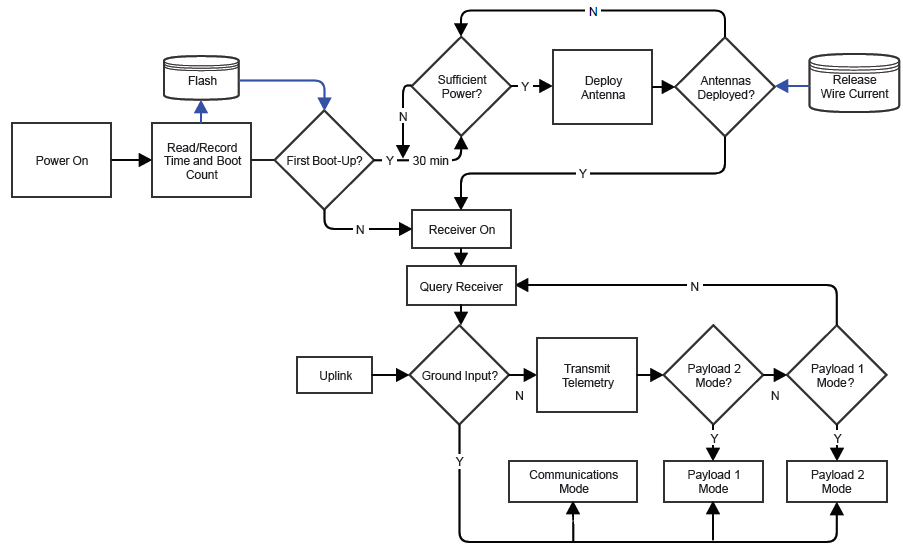 N
Flash
Sufficient
Power?
Y
Deploy
Antenna
Antennas
Deployed?
Release
Wire Current
N
Power On
Read/Record
Time and Boot
Count
First Boot-Up?
Y
30 min
Y
N
Receiver On
Query Receiver
N
Uplink
Ground Input?
N
Transmit
Telemetry
Payload 2
Mode?
N
Payload 1
Mode?
Y
Y
Y
Communications
Mode
Payload 1
Mode
Payload 2
Mode